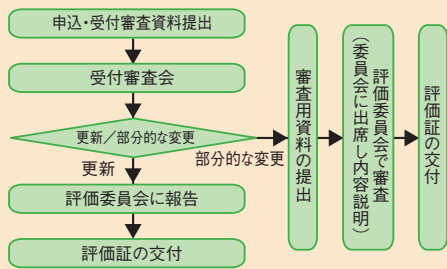 申込・受付審査資料提出
受付審査会
更新／部分的な変更
更新
部分的な変更
評価委員会に報告
評価証の交付
審査用資料の提出
評価委員会で審査
（委員会に出席し内容説明）
評価証の交付